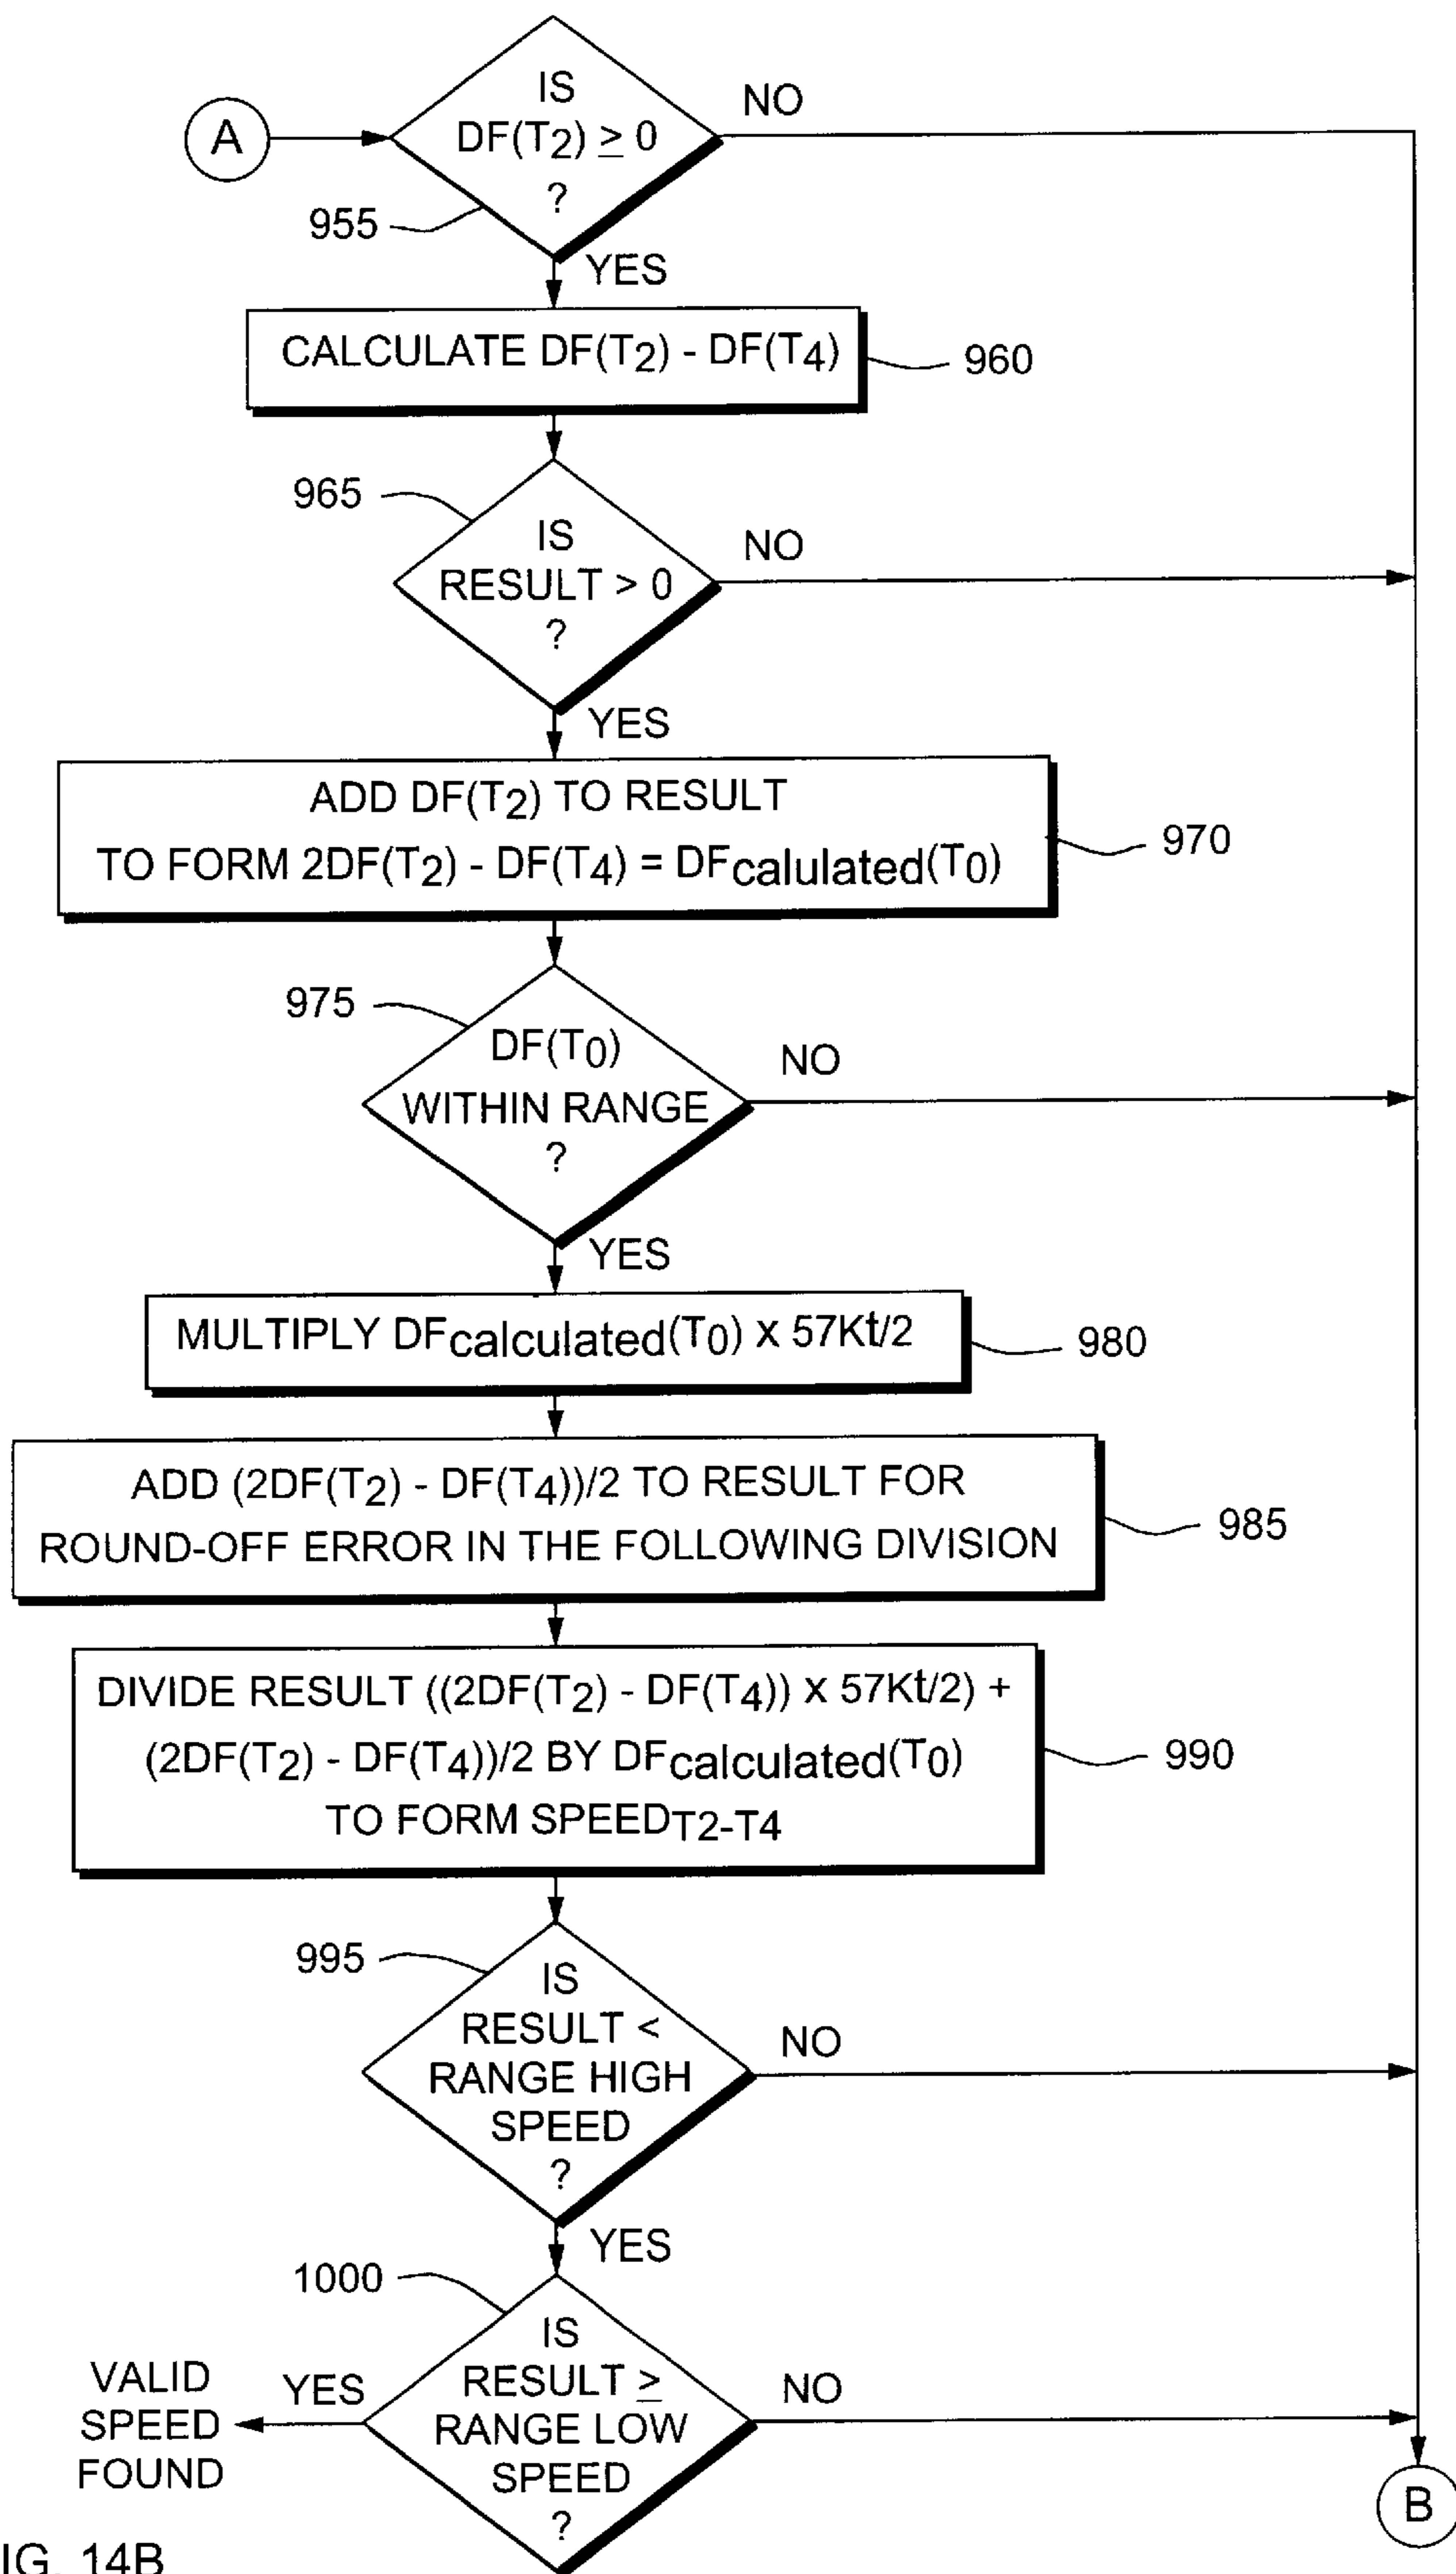 IS
DF(T2) ≥ 0
?
NO
A
955
YES
CALCULATE DF(T2) - DF(T4)
960
965
IS
RESULT > 0
?
NO
YES
ADD DF(T2) TO RESULT
TO FORM 2DF(T2) - DF(T4) = DFcalulated(T0)
970
975
DF(T0)
WITHIN RANGE
?
NO
YES
MULTIPLY DFcalculated(T0) x 57Kt/2
980
ADD (2DF(T2) - DF(T4))/2 TO RESULT FOR
ROUND-OFF ERROR IN THE FOLLOWING DIVISION
985
DIVIDE RESULT ((2DF(T2) - DF(T4)) x 57Kt/2) +
(2DF(T2) - DF(T4))/2 BY DFcalculated(T0)
TO FORM SPEEDT2-T4
990
995
IS
RESULT <
RANGE HIGH
SPEED
?
NO
YES
1000
IS
RESULT ≥
RANGE LOW
SPEED
?
NO
YES
VALID
SPEED
FOUND
B
IG. 14B